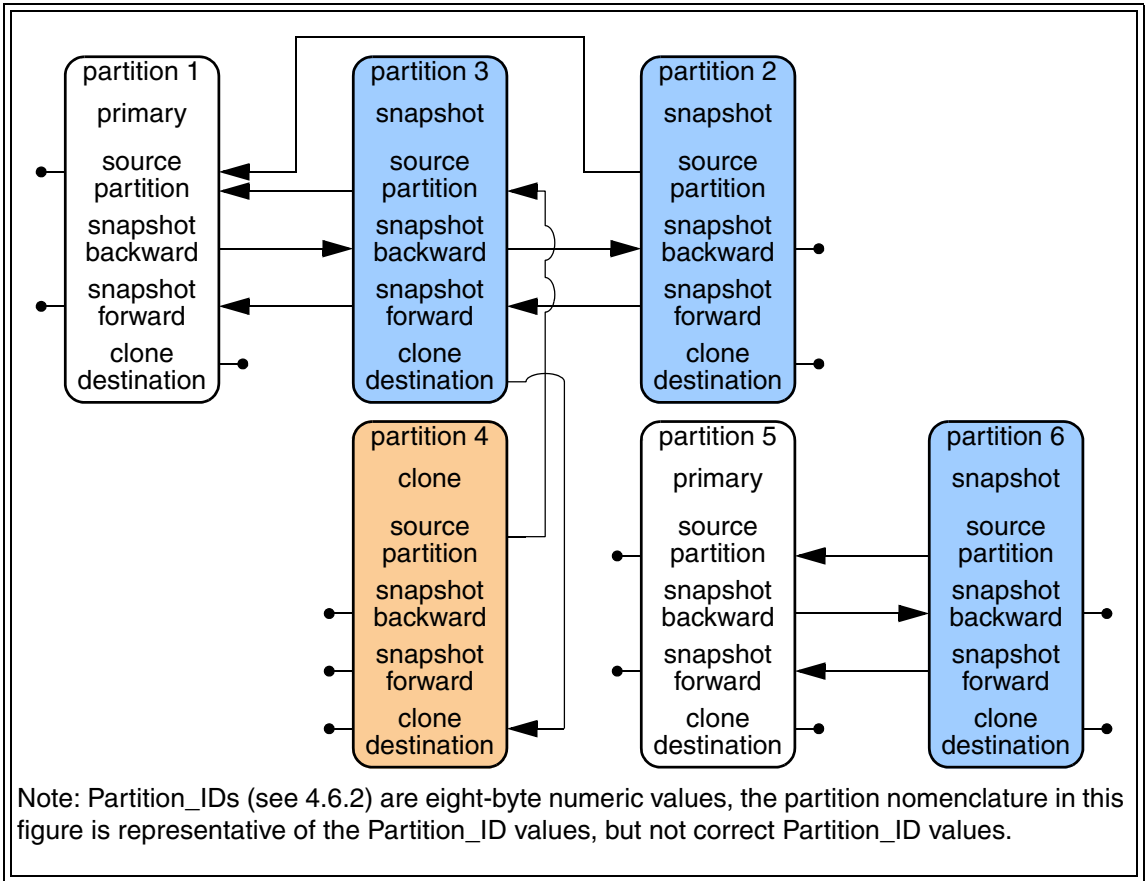 partition 1
primary
source
partition
snapshot
backward
snapshot
forward
clone
destination
partition 3
snapshot
source
partition
snapshot
backward
snapshot
forward
clone
destination
partition 2
snapshot
source
partition
snapshot
backward
snapshot
forward
clone
destination
partition 4
clone
source
partition
snapshot
backward
snapshot
forward
clone
destination
partition 5
primary
source
partition
snapshot
backward
snapshot
forward
clone
destination
partition 6
snapshot
source
partition
snapshot
backward
snapshot
forward
clone
destination
Note: Partition_IDs (see 4.6.2) are eight-byte numeric values, the partition nomenclature in this
figure is representative of the Partition_ID values, but not correct Partition_ID values.